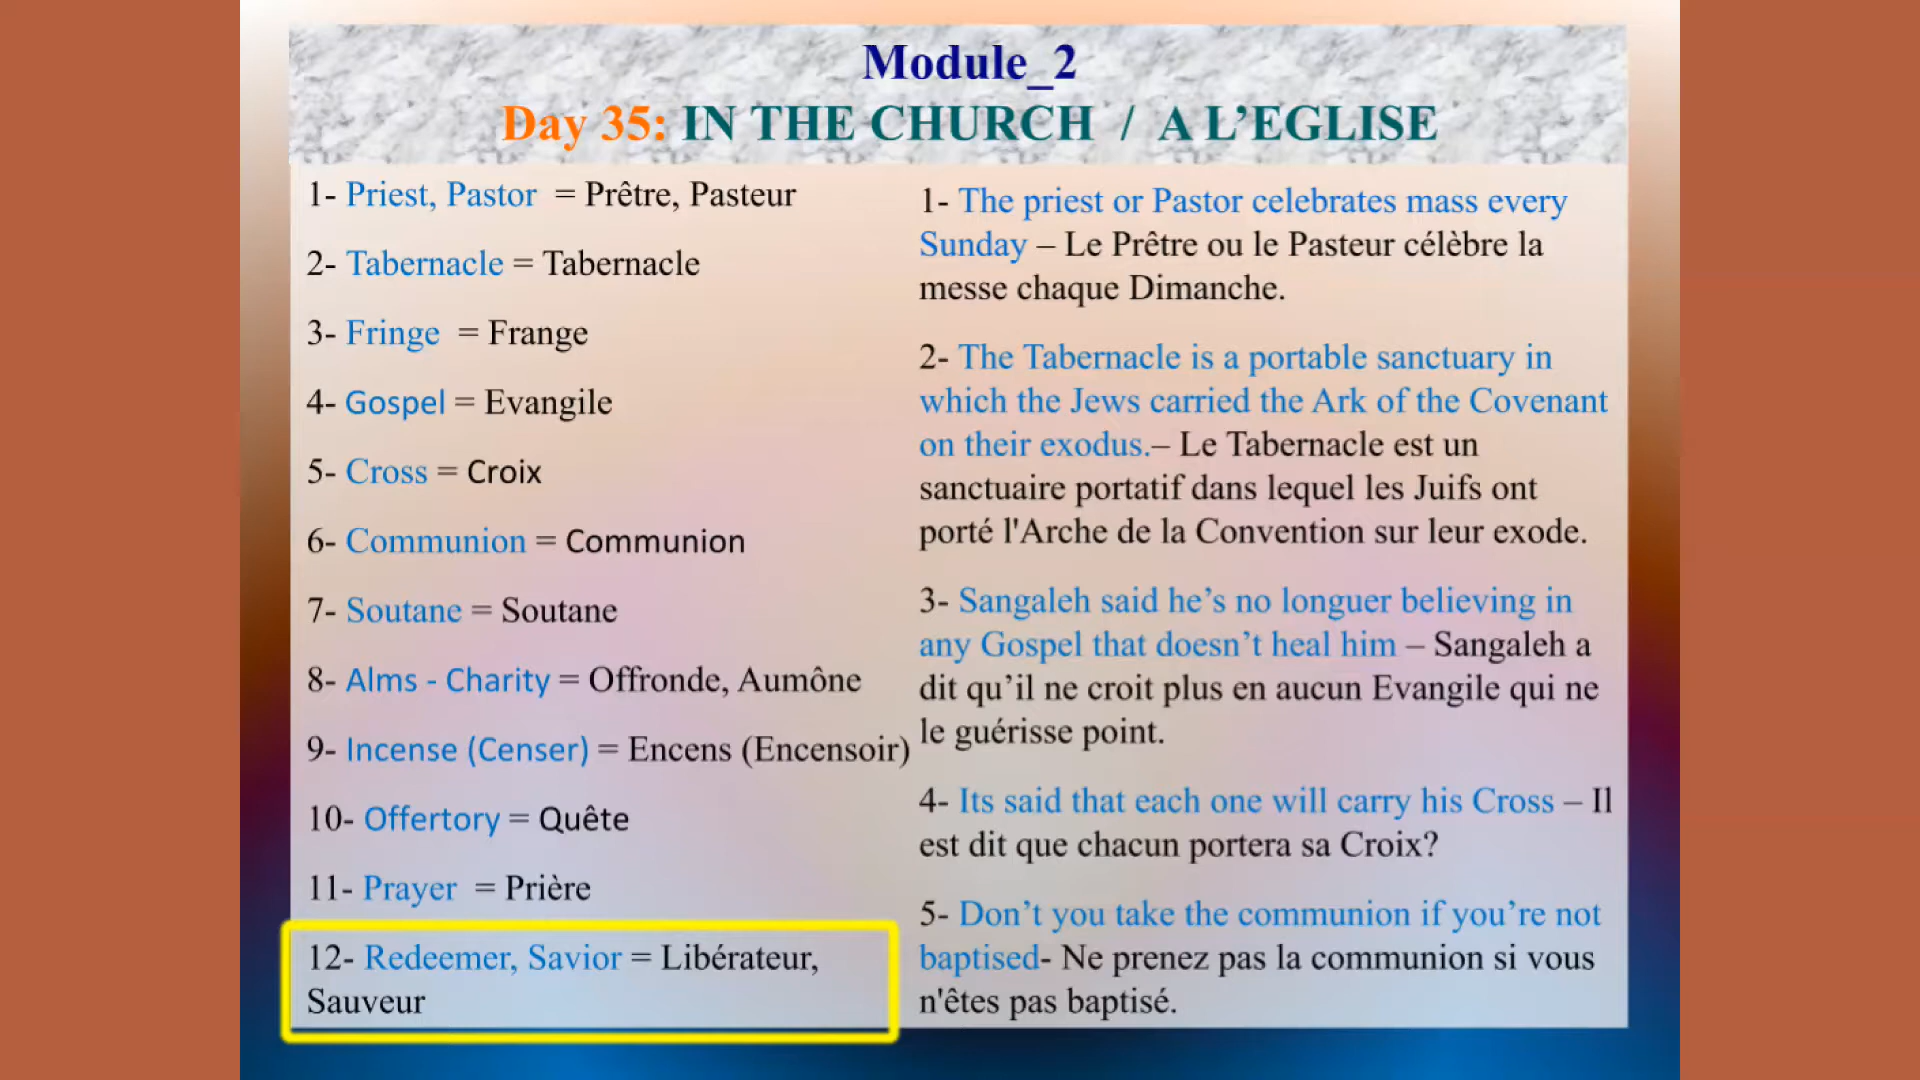 Module_2
Day 35: IN THE CHURCH / A L’EGLISE
1- Priest, Pastor = Prêtre, Pasteur
2- Tabernacle = Tabernacle
3- Fringe = Frange
4- Gospel = Evangile
5- Cross = Croix
6- Communion = Communion
7- Soutane = Soutane
8- Alms - Charity = Offronde, Aumône
9- Incense (Censer) = Encens (Encensoir)
10- Offertory = Quête
11- Prayer = Prière
12- Redeemer, Savior = Libérateur,
Sauveur
1- The priest or Pastor celebrates mass every
Sunday – Le Prêtre ou le Pasteur célèbre la
messe chaque Dimanche.
2- The Tabernacle is a portable sanctuary in
which the Jews carried the Ark of the Covenant
on their exodus.– Le Tabernacle est un
sanctuaire portatif dans lequel les Juifs ont
porté l'Arche de la Convention sur leur exode.
3- Sangaleh said he’s no longuer believing in
any Gospel that doesn’t heal him – Sangaleh a
dit qu’il ne croit plus en aucun Evangile qui ne
le guérisse point.
4- Its said that each one will carry his Cross – Il
est dit que chacun portera sa Croix?
5- Don’t you take the communion if you’re not
baptised- Ne prenez pas la communion si vous
n'êtes pas baptisé.